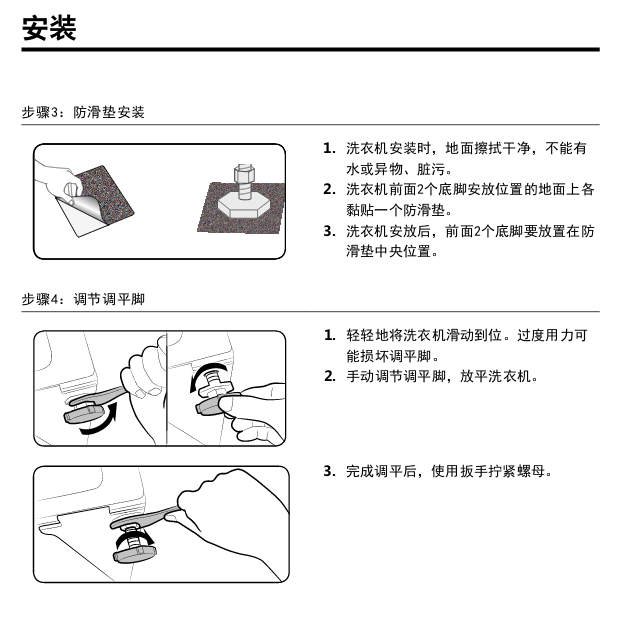 安装
步骤3：防滑垫安装
1. 洗衣机安装时，地面擦拭干净，不能有
水或异物、脏污。
2. 洗衣机前面2个底脚安放位置的地面上各
黏贴一个防滑垫。
3. 洗衣机安放后，前面2个底脚要放置在防
滑垫中央位置。
步骤4：调节调平脚
1. 轻轻地将洗衣机滑动到位。过度用力可
能损坏调平脚。
2. 手动调节调平脚，放平洗衣机。
3. 完成调平后，使用扳手拧紧螺母。